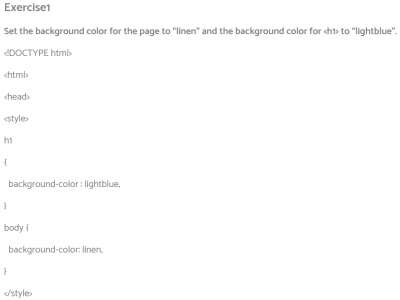 Exercise1
Set the background color for the page to “linen” and the background color for <h1> to “lightblue”.
<!DOCTYPE html>
<html>
<head>
<style>
h1
{
background-color : lightblue,
}
body {
background-color: linen,
}
</style>